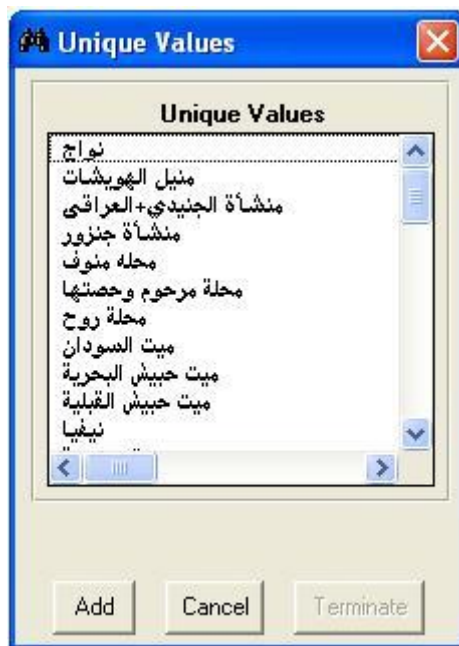 Unique Values
Unique Values
نواج
منيل الهويشات
منشأة الجنيدي+العراقى
منشأة جنزور
محله منوف
محلة مرحوم وحصتها
محلة روح
ميت السودان
ميت حبيش البحرية
ميت حبيش القبلية
نيفيا
Add
Cancel
Terminate